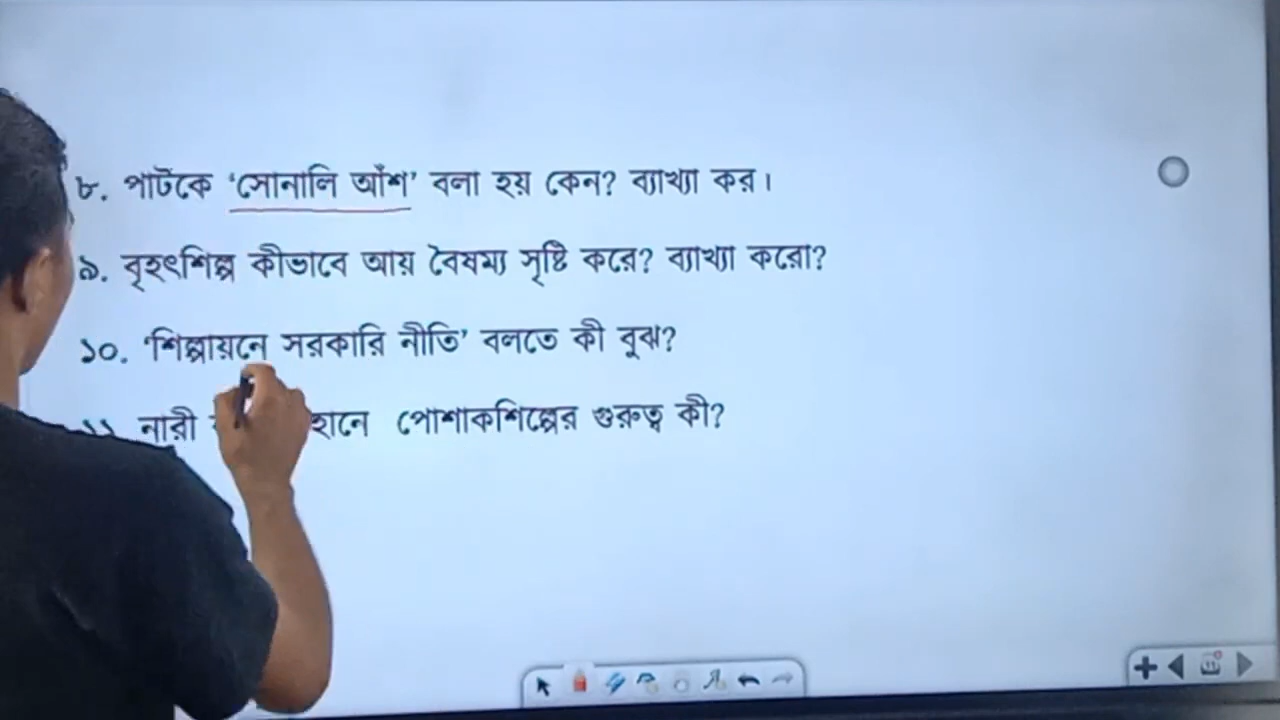 ৮. পাটকে ‘সোনালি আঁশ’ বলা হয় কেন? ব্যাখ্যা কর।
৯. বৃহৎশিল্প কীভাবে আয় বৈষম্য সৃষ্টি করে? ব্যাখ্যা করো?
১০. ‘শিল্পায়নে সরকারি নীতি’ বলতে কী বুঝ?
নারী পোশাকশিল্পের গুরুত্ব কী?